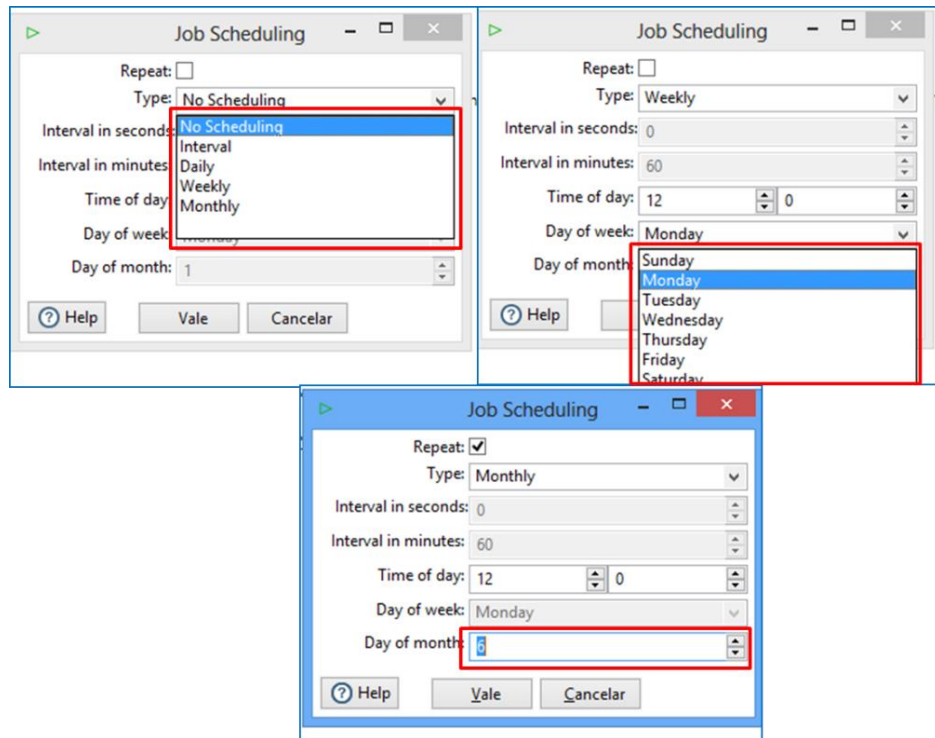 Job Scheduling
Repeat:
Type: No Scheduling
No Scheduling
Interval in seconds:
Interval
Interval in minutes:
Daily
Weekly
Time of day
Monthly
Day of week: Monday
Day of month: 1
Help Vale Cancelar
Job Scheduling
Repeat:
Type: Weekly
Interval in seconds: 0
Interval in minutes: 60
Time of day: 12 0
Day of week: Monday
Day of month:
Sunday
Monday
Tuesday
Wednesday
Thursday
Friday
Saturday
Help
Job Scheduling
Repeat:
Type: Monthly
Interval in seconds: 0
Interval in minutes: 60
Time of day: 12 0
Day of week: Monday
Day of month: 6
Help Vale Cancelar